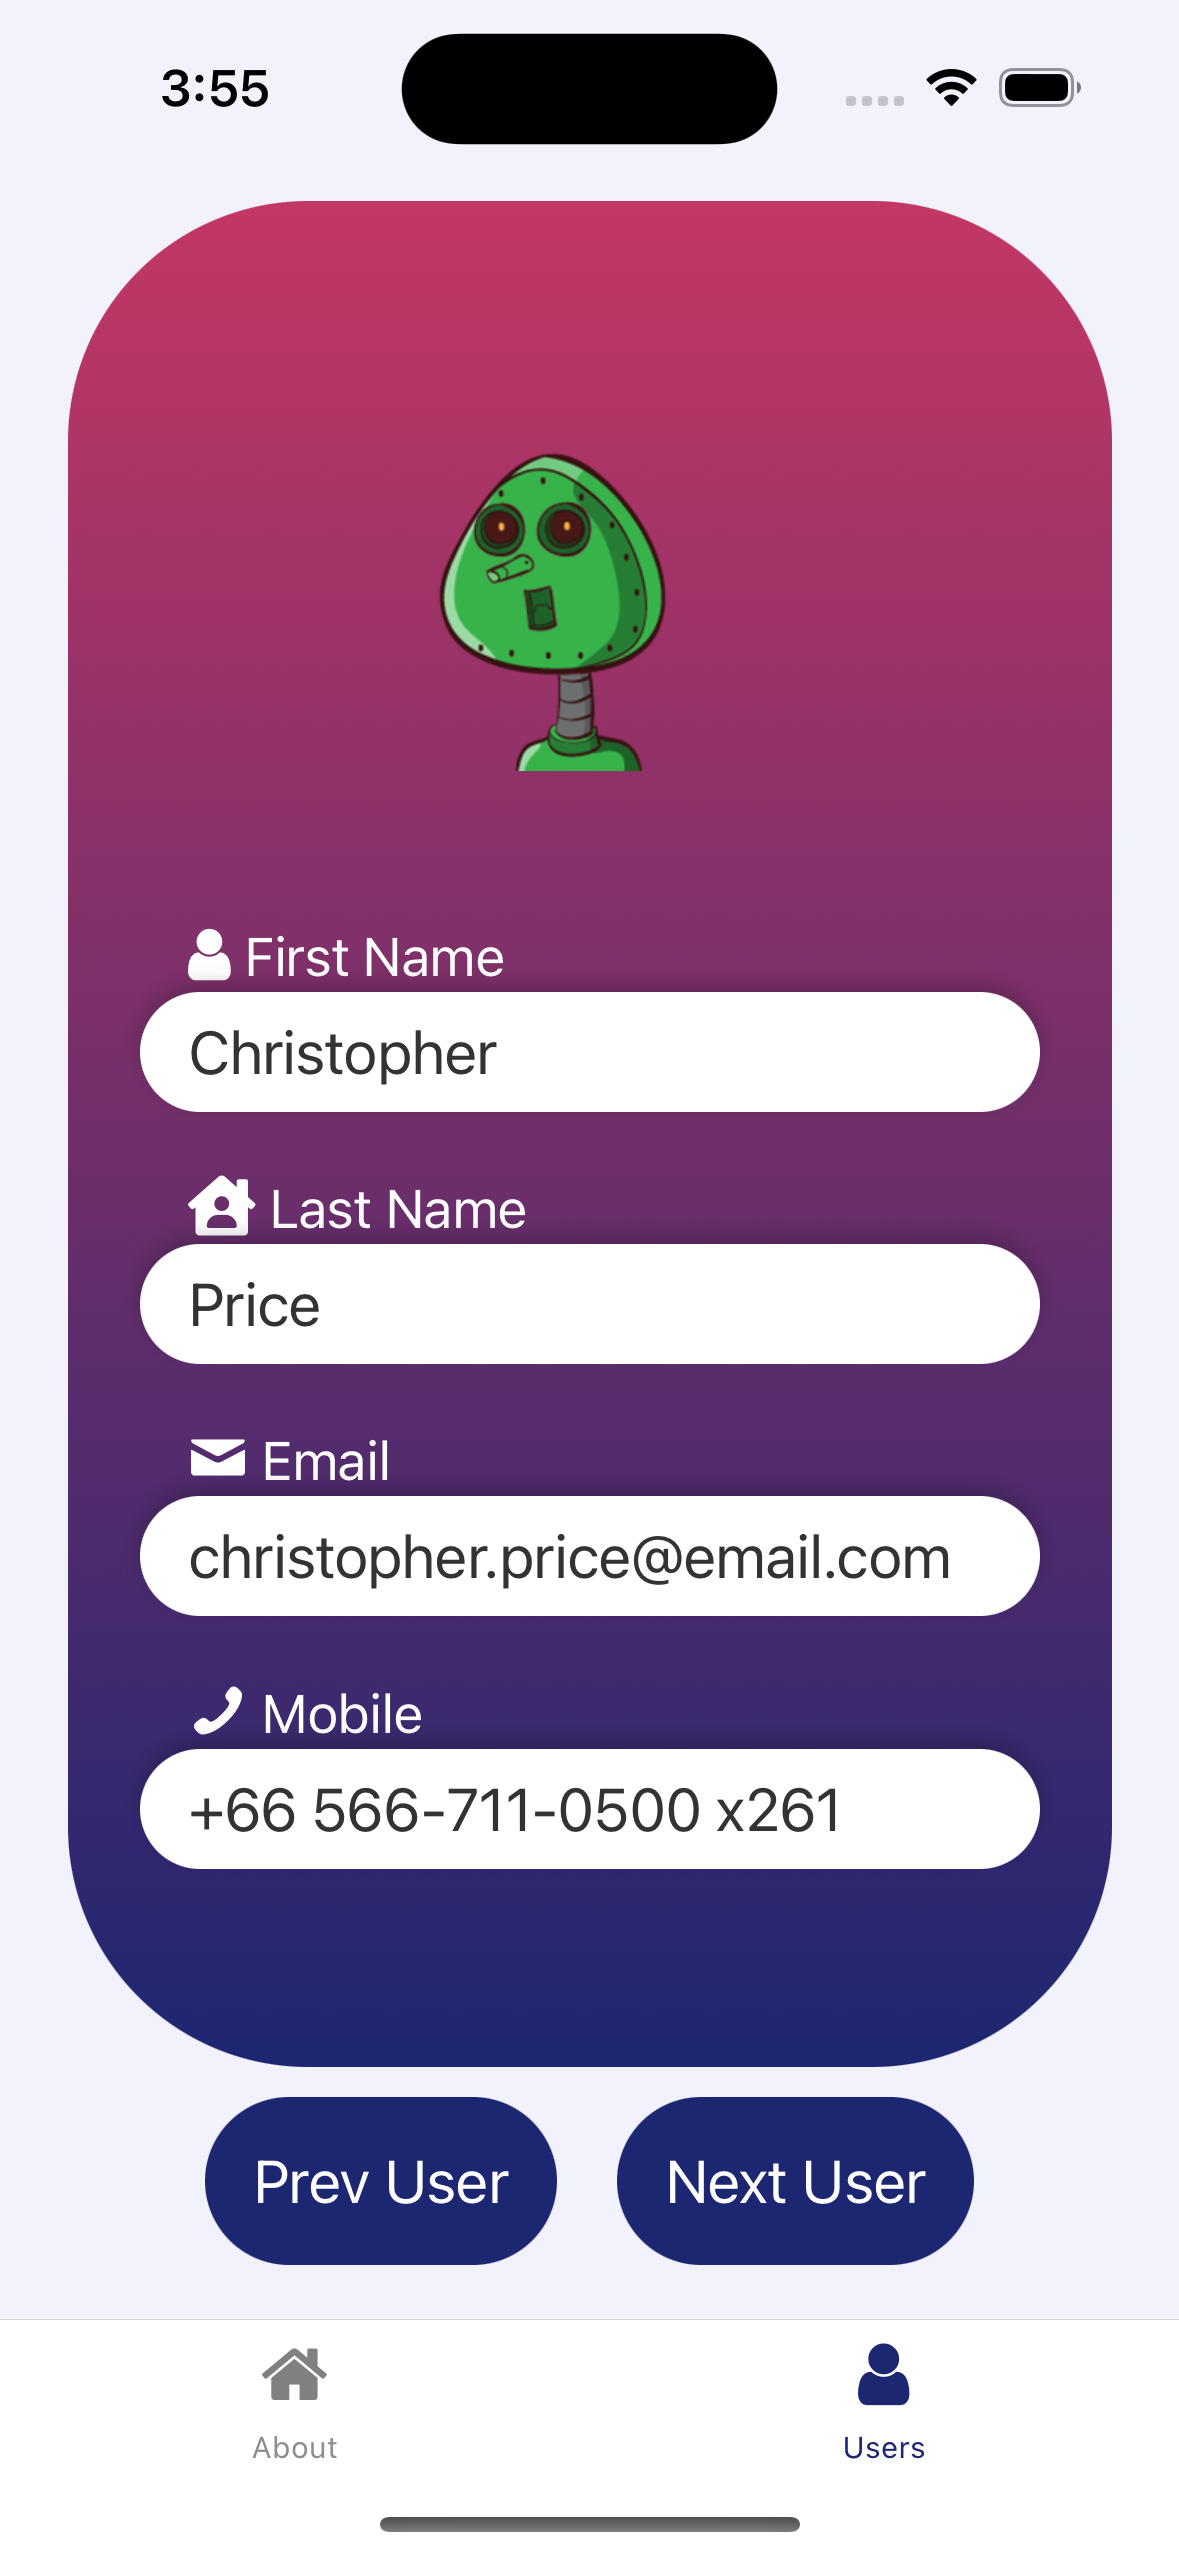 3:55
First Name
Christopher
Last Name
Price
Email
christopher.price@email.com
Mobile
+66 566-711-0500 x261
Prev User
Next User
About
Users